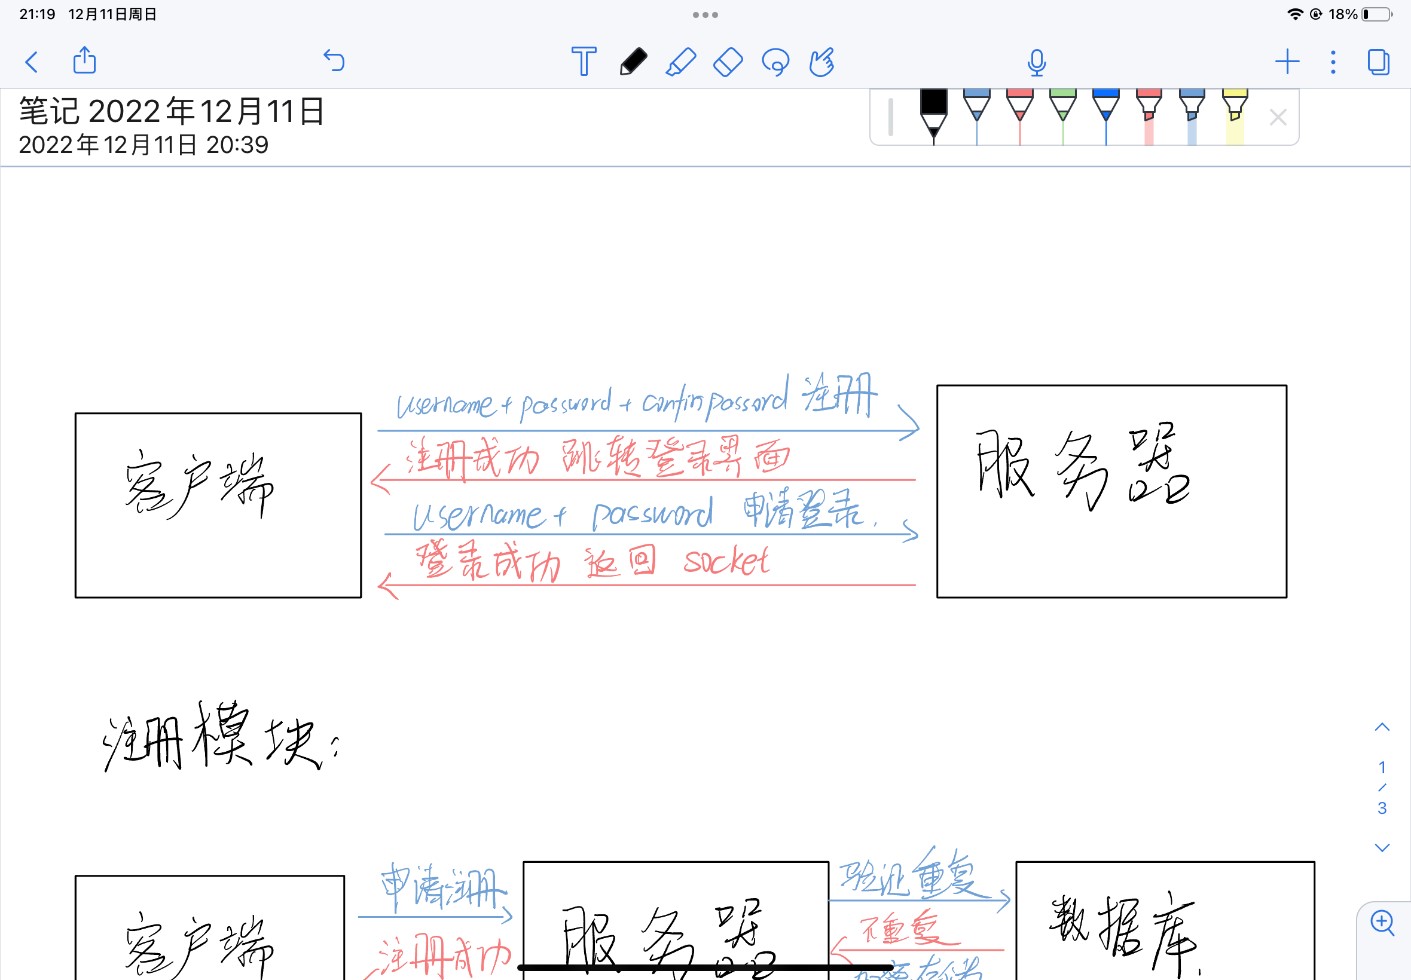 21:19 12月11日周日
18%
笔记 2022年12月11日
2022年12月11日 20:39
username + password + confinpassord 注册
注册成功 跳转登录界面
username + password 申请登录.
登录成功 返回 socket
客户端
服务器
注册模块:
1
/
3
申请注册
验证重复
注册成功
不重复
客户端
服务器
数据库.